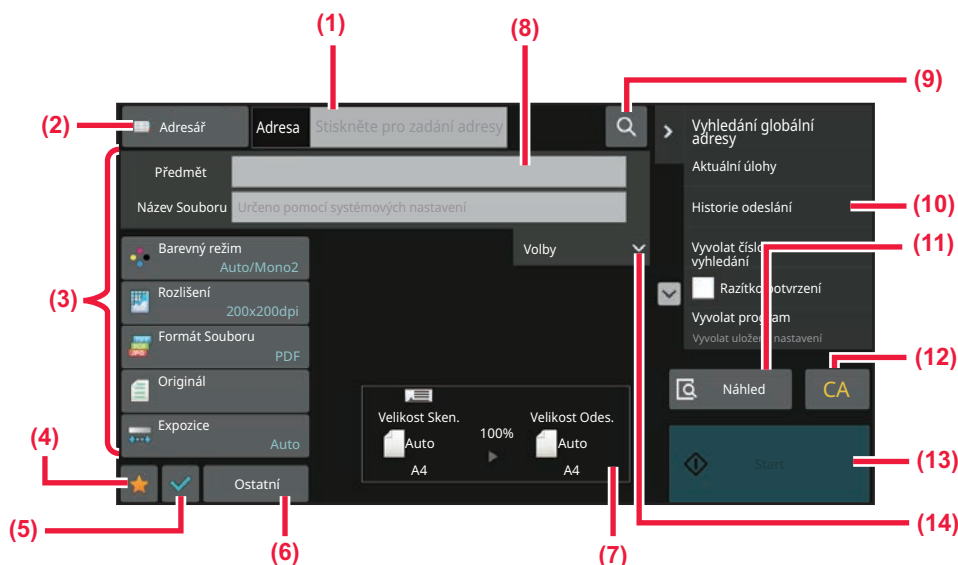 (1)
(8)
(9)
(2)
Adresář
Adresa
Stiskněte pro zadání adresy
Předmět
Název Souboru
Určeno pomocí systémových nastavení
Volby
(3)
Barevný režim
Auto/Mono2
Rozlišení
200x200dpi
Formát Souboru
PDF
Originál
Expozice
Auto
(4)
(5)
Ostatní
(6)
Velikost Sken.
Auto
A4
100%
Velikost Odes.
Auto
A4
(7)
Vyhledání globální
adresy
Aktuální úlohy
Historie odeslání
(10)
(11)
Vyvolat číslo
vyhledání
Razítko potvrzení
Vyvolat program
Vyvolat uložená nastavení
(12)
Náhled
CA
Start
(13)
(14)